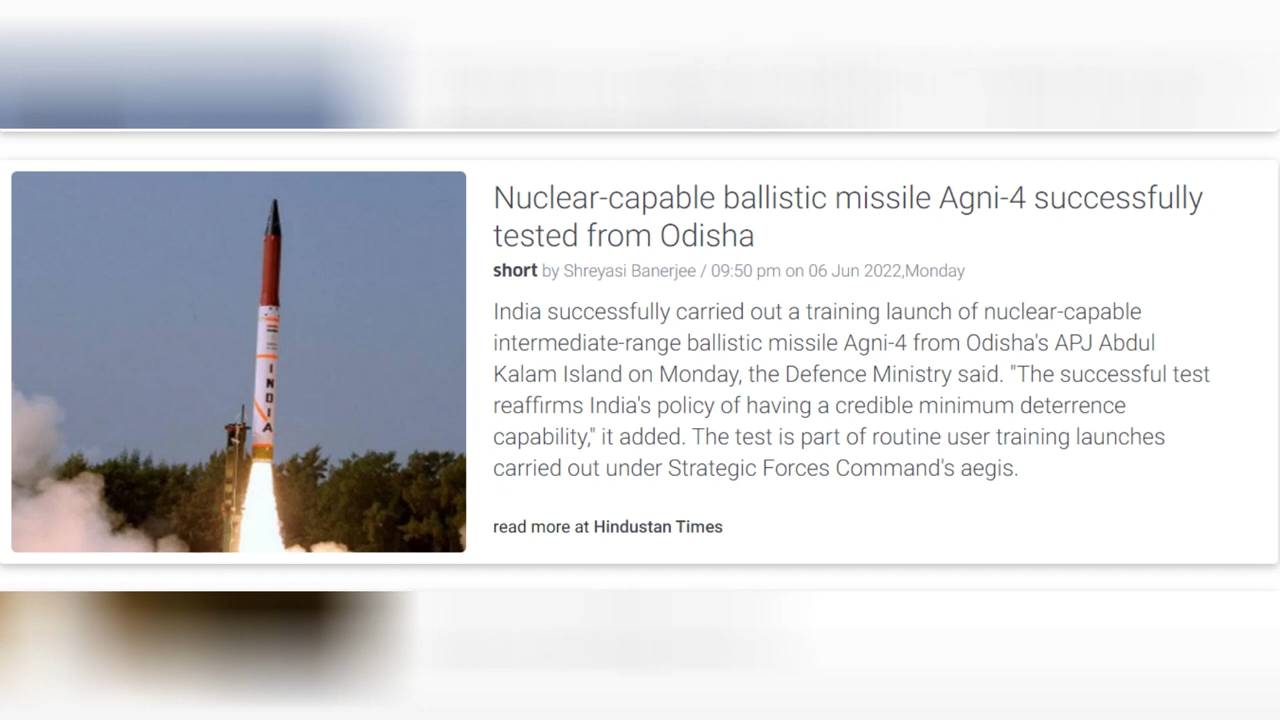 Nuclear-capable ballistic missile Agni-4 successfully
tested from Odisha
short by Shreyasi Banerjee / 09:50 pm on 06 Jun 2022,Monday
India successfully carried out a training launch of nuclear-capable
intermediate-range ballistic missile Agni-4 from Odisha's APJ Abdul
Kalam Island on Monday, the Defence Ministry said. "The successful test
reaffirms India's policy of having a credible minimum deterrence
capability," it added. The test is part of routine user training launches
carried out under Strategic Forces Command's aegis.
read more at Hindustan Times
INDIA